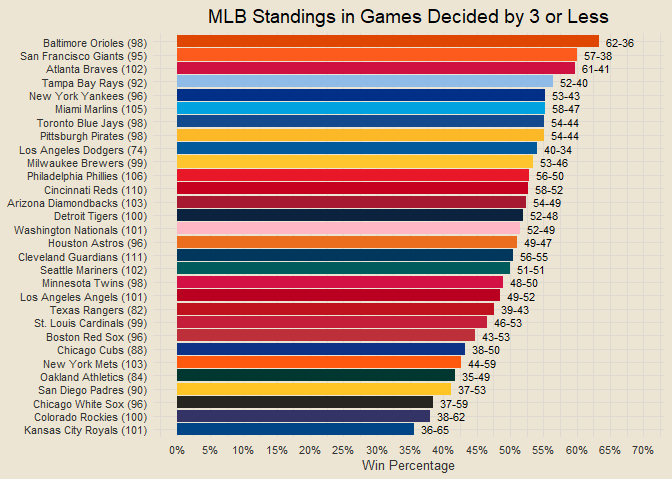 MLB Standings in Games Decided by 3 or Less
Baltimore Orioles (98) 62-36
San Francisco Giants (95) 57-38
Atlanta Braves (102) 61-41
Tampa Bay Rays (92) 52-40
New York Yankees (96) 53-43
Miami Marlins (105) 58-47
Toronto Blue Jays (98) 54-44
Pittsburgh Pirates (98) 54-44
Los Angeles Dodgers (74) 40-34
Milwaukee Brewers (99) 53-46
Philadelphia Phillies (106) 56-50
Cincinnati Reds (110) 58-52
Arizona Diamondbacks (103) 54-49
Detroit Tigers (100) 52-48
Washington Nationals (101) 52-49
Houston Astros (96) 49-47
Cleveland Guardians (111) 56-55
Seattle Mariners (102) 51-51
Minnesota Twins (98) 48-50
Los Angeles Angels (101) 49-52
Texas Rangers (82) 39-43
St. Louis Cardinals (99) 46-53
Boston Red Sox (96) 43-53
Chicago Cubs (88) 38-50
New York Mets (103) 44-59
Oakland Athletics (84) 35-49
San Diego Padres (90) 37-53
Chicago White Sox (96) 37-59
Colorado Rockies (100) 38-62
Kansas City Royals (101) 36-65
0% 5% 10% 15% 20% 25% 30% 35% 40% 45% 50% 55% 60% 65% 70%
Win Percentage